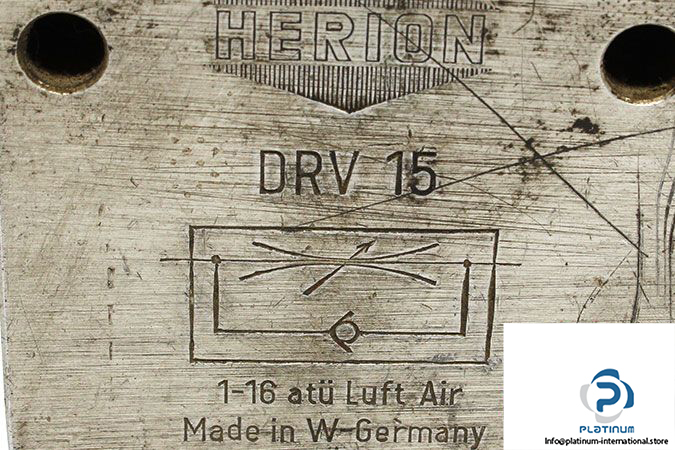 HERION
DRV 15
1-16 atü Luft Air
Made in W-Germany
PLATINUM
Info@platinum-international.store